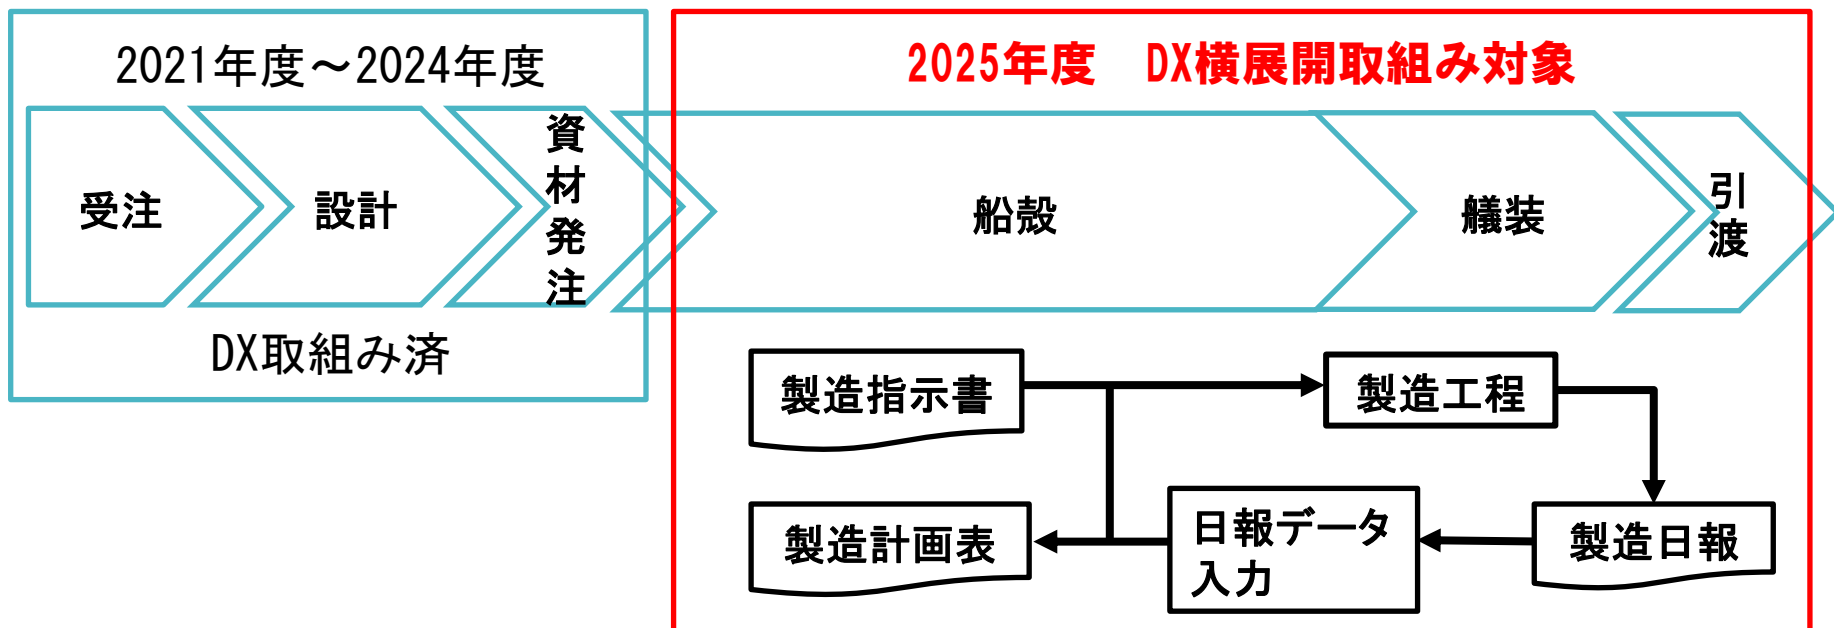 2021年度～2024年度
2025年度　DX横展開取組み対象
受注
設計
資材発注
船殻
艤装
引渡
DX取組み済
製造指示書
製造工程
製造計画表
日報データ
入力
製造日報